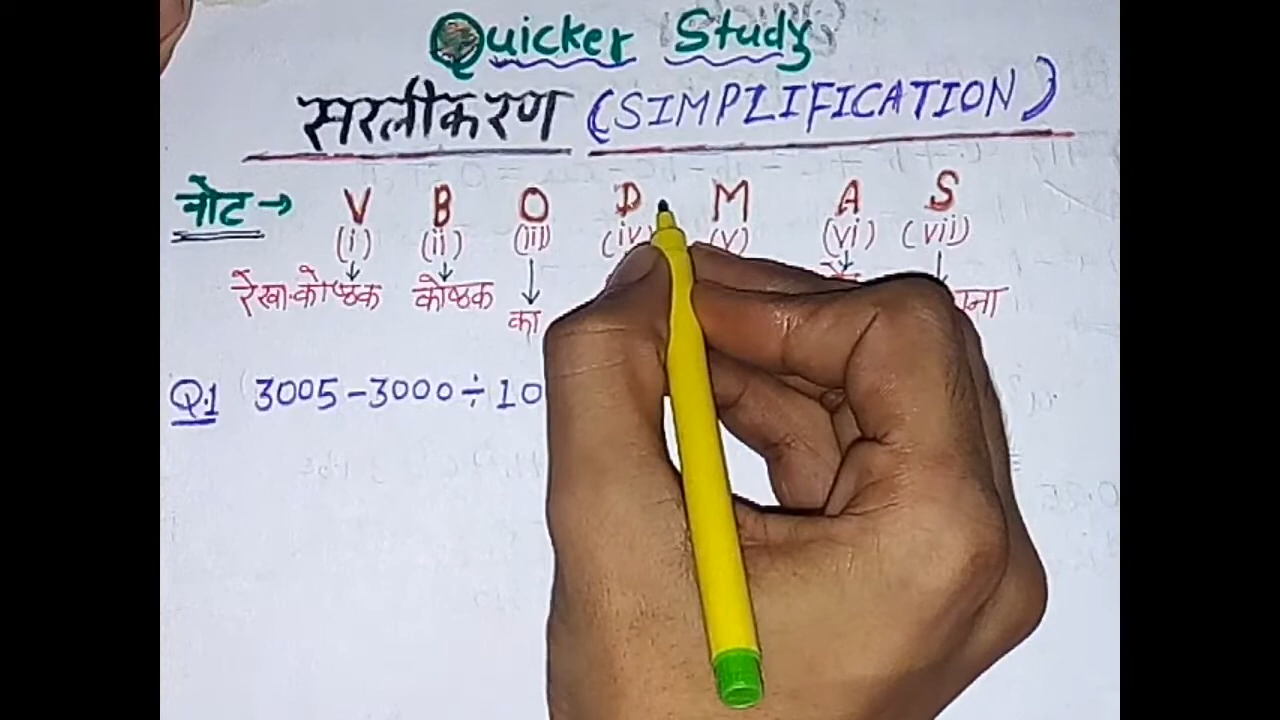 Quicker Study
सरलीकरण (SIMPLIFICATION)
नोट → V B O D M A S
(i) (ii) (iii) (iv) (v) (vi) (vii)
रेखा-कोष्ठक कोष्ठक का
Q.1 3005-3000÷10